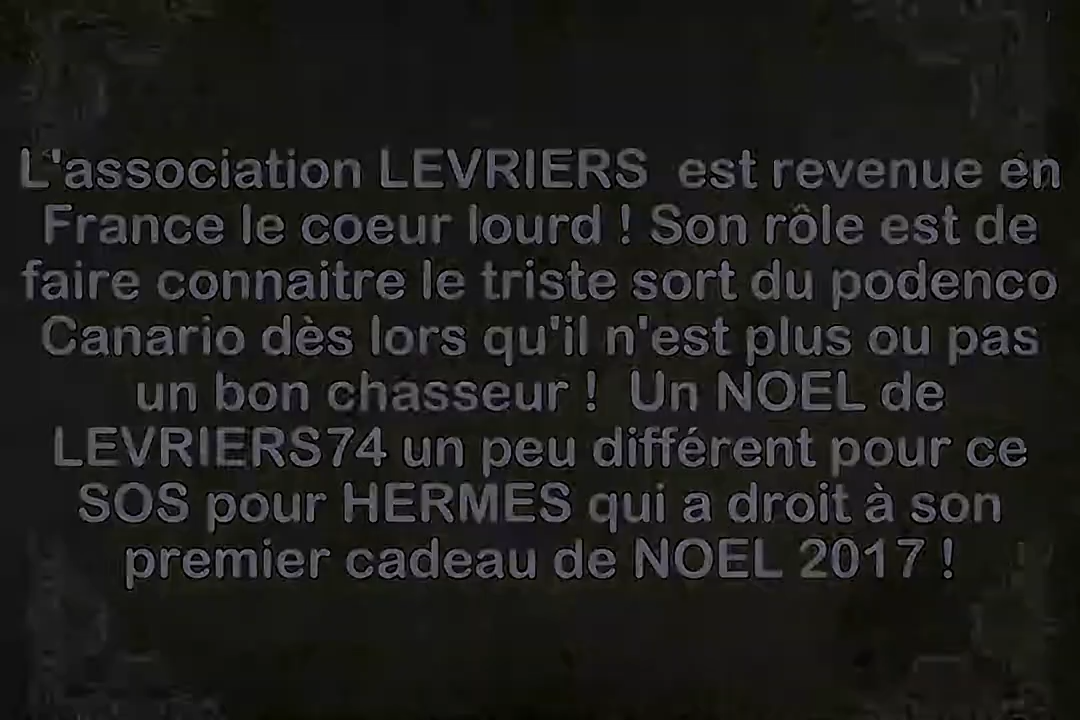 L"association LEVRIERS est revenue en
France le coeur lourd ! Son rôle est de
faire connaitre le triste sort du podenco
Canario dès lors qu'il n'est plus ou pas
un bon chasseur ! Un NOEL de
LEVRIERS74 un peu différent pour ce
SOS pour HERMES qui a droit à son
premier cadeau de NOEL 2017 !